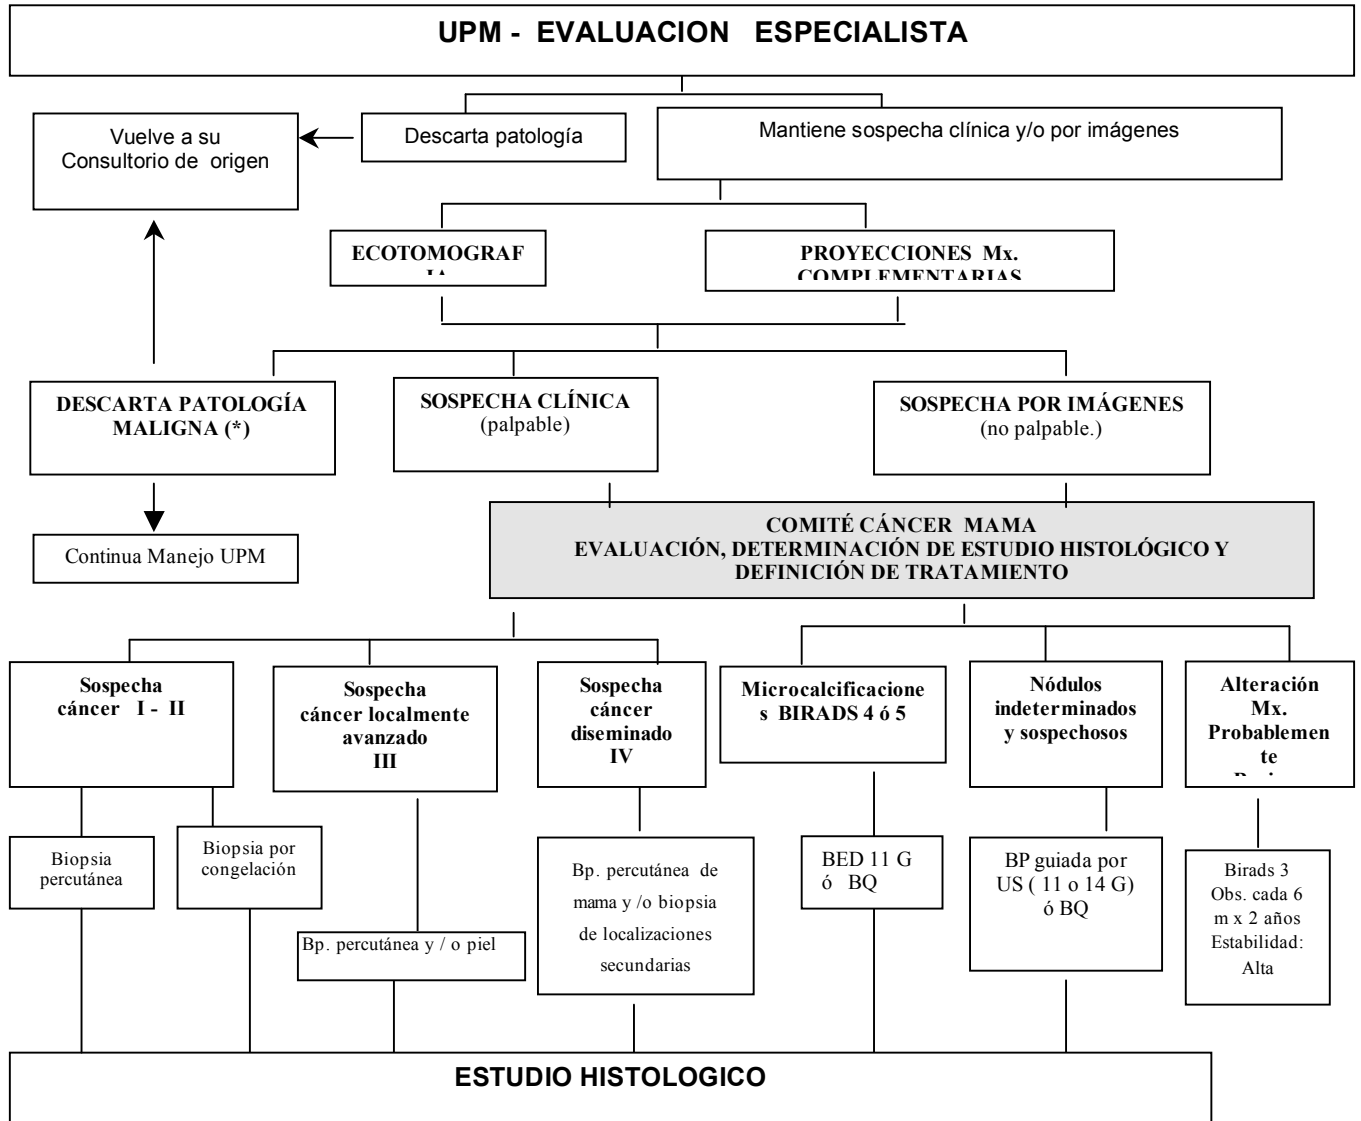 UPM - EVALUACION ESPECIALISTA
Vuelve a su
Consultorio de origen
Descarta patología
Mantiene sospecha clínica y/o por imágenes
ECOTOMOGRAF
PROYECCIONES Mx.
COMPLEMENTARIAS
DESCARTA PATOLOGÍA
MALIGNA (*)
SOSPECHA CLÍNICA
(palpable)
SOSPECHA POR IMÁGENES
(no palpable.)
Continua Manejo UPM
COMITÉ CÁNCER MAMA
EVALUACIÓN, DETERMINACIÓN DE ESTUDIO HISTOLÓGICO Y
DEFINICIÓN DE TRATAMIENTO
Sospecha
cáncer I - II
Sospecha
cáncer localmente
avanzado
III
Sospecha
cáncer
diseminado
IV
Microcalcificacione
s BIRADS 4 ó 5
Nódulos
indeterminados
y sospechosos
Alteración
Mx.
Probablemen
te
Biopsia
percutánea
Biopsia por
congelación
Bp. percutánea y / o piel
Bp. percutánea de
mama y /o biopsia
de localizaciones
secundarias
BED 11 G
ó BQ
BP guiada por
US ( 11 o 14 G)
ó BQ
Birads 3
Obs. cada 6
m x 2 años
Estabilidad:
Alta
ESTUDIO HISTOLOGICO